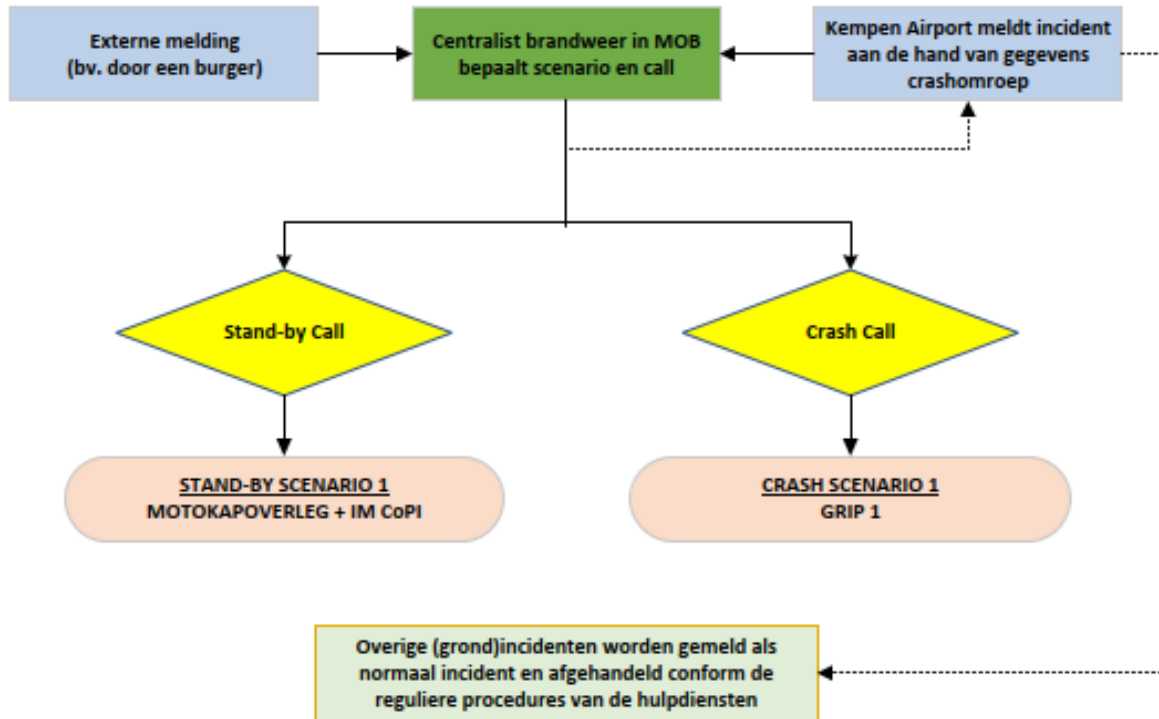 Externe melding
(bv. door een burger)
Centralist brandweer in MOB
bepaalt scenario en call
Kempen Airport meldt incident
aan de hand van gegevens
crashomroep
Stand-by Call
Crash Call
STAND-BY SCENARIO 1
MOTOKAPOVERLEG + IM CoPI
CRASH SCENARIO 1
GRIP 1
Overige (grond)incidenten worden gemeld als
normaal incident en afgehandeld conform de
reguliere procedures van de hulpdiensten